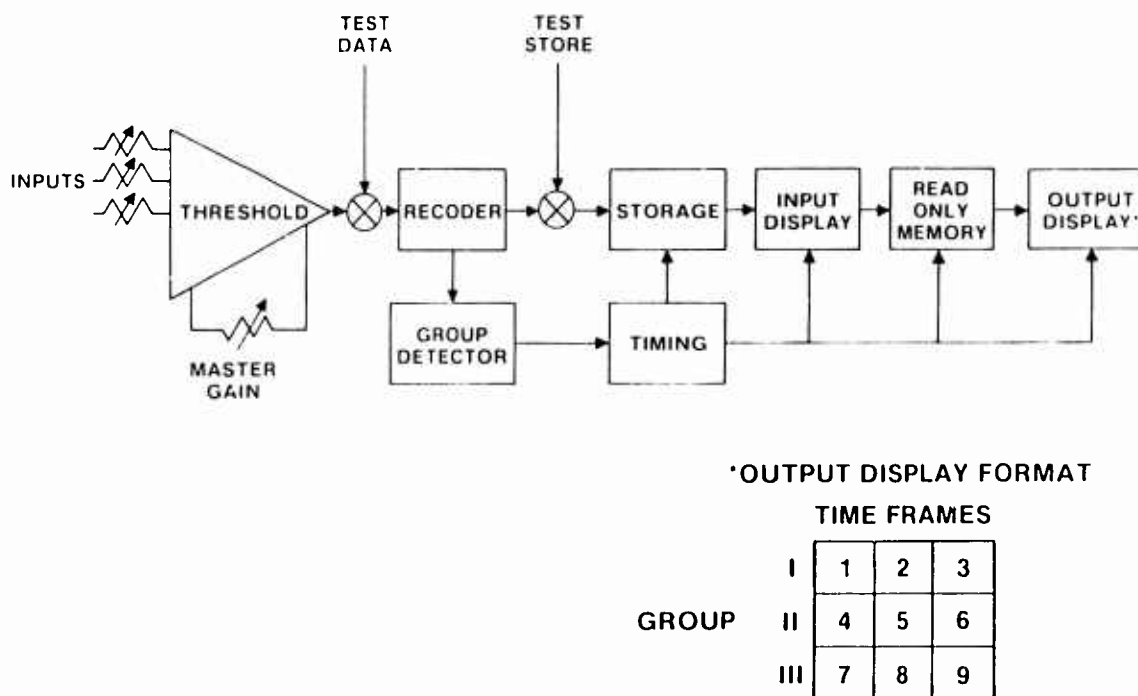 TEST
DATA
TEST
STORE
INPUTS
THRESHOLD
RECODER
STORAGE
INPUT
DISPLAY
READ
ONLY
MEMORY
OUTPUT
DISPLAY*
GROUP
DETECTOR
TIMING
MASTER
GAIN
*OUTPUT DISPLAY FORMAT
TIME FRAMES
I 1 2 3
GROUP II 4 5 6
III 7 8 9